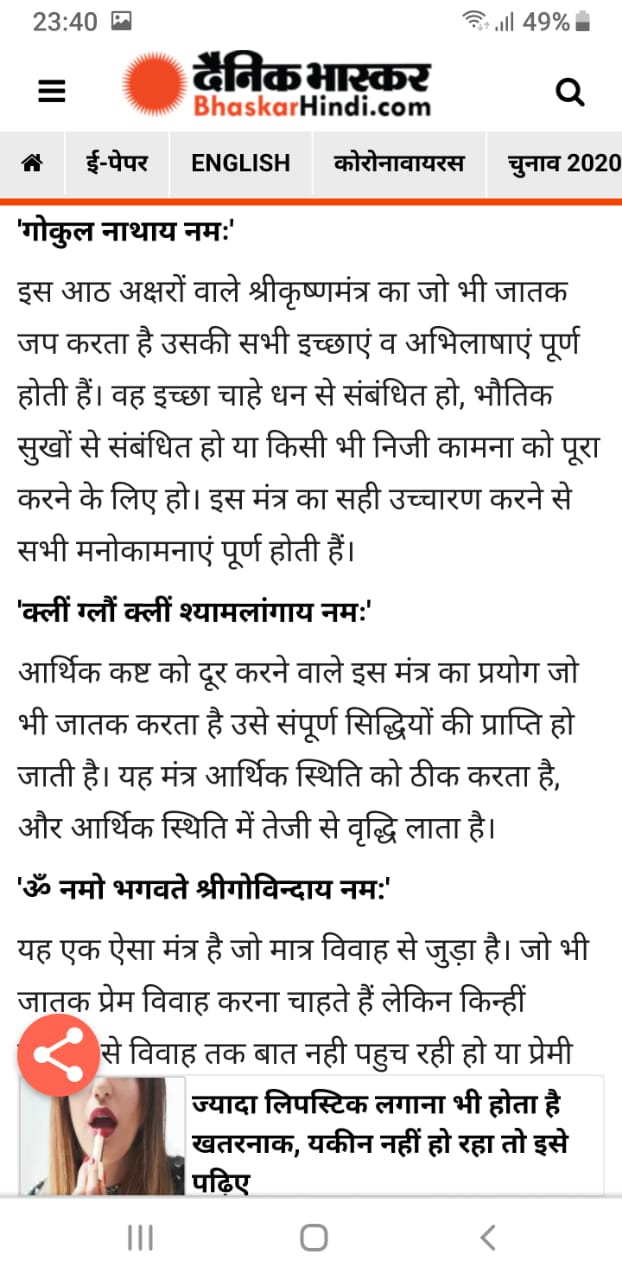 23:40
49%
दैनिक भास्कर
BhaskarHindi.com
ई-पेपर ENGLISH कोरोनावायरस चुनाव 2020
'गोकुल नाथाय नमः'
इस आठ अक्षरों वाले श्रीकृष्णमंत्र का जो भी जातक
जप करता है उसकी सभी इच्छाएं व अभिलाषाएं पूर्ण
होती हैं। वह इच्छा चाहे धन से संबंधित हो, भौतिक
सुखों से संबंधित हो या किसी भी निजी कामना को पूरा
करने के लिए हो। इस मंत्र का सही उच्चारण करने से
सभी मनोकामनाएं पूर्ण होती हैं।
'क्लीं ग्लौं क्लीं श्यामलांगाय नमः'
आर्थिक कष्ट को दूर करने वाले इस मंत्र का प्रयोग जो
भी जातक करता है उसे संपूर्ण सिद्धियों की प्राप्ति हो
जाती है। यह मंत्र आर्थिक स्थिति को ठीक करता है,
और आर्थिक स्थिति में तेजी से वृद्धि लाता है।
'ॐ नमो भगवते श्रीगोविन्दाय नम:'
यह एक ऐसा मंत्र है जो मात्र विवाह से जुड़ा है। जो भी
जातक प्रेम विवाह करना चाहते हैं लेकिन किन्हीं
से विवाह तक बात नही पहुच रही हो या प्रेमी
ज्यादा लिपस्टिक लगाना भी होता है
खतरनाक, यकीन नहीं हो रहा तो इसे
पढ़िए